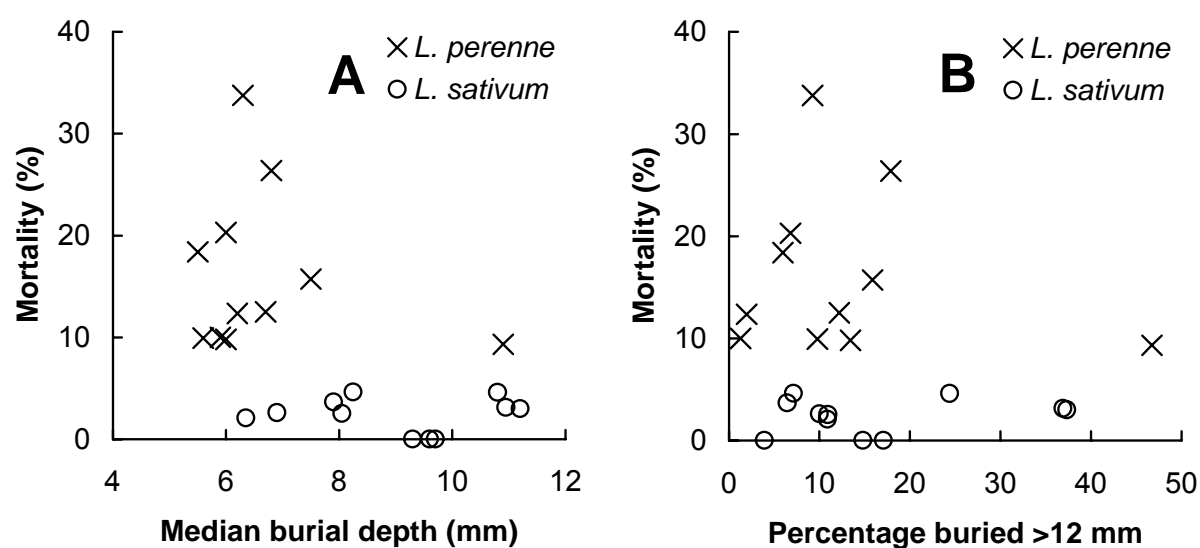 40
30
20
10
0
Mortality (%)
A
L. perenne
L. sativum
4 6 8 10 12
Median burial depth (mm)
40
30
20
10
0
Mortality (%)
B
L. perenne
L. sativum
0 10 20 30 40 50
Percentage buried >12 mm